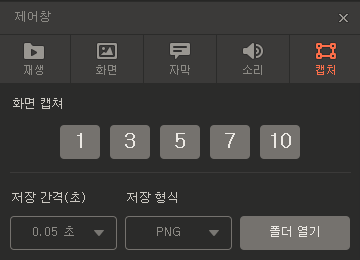 제어창
재생 화면 자막 소리 캡처
화면 캡쳐
1 3 5 7 10
저장 간격(초) 저장 형식
0.05 초 PNG 폴더 열기